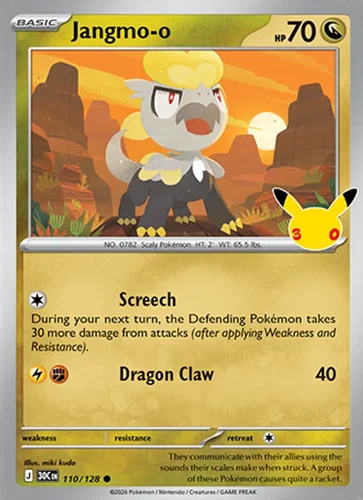 BASIC Jangmo-o HP 70
30
NO. 0782 Scaly Pokémon HT: 2' WT: 65.5 lbs.
Screech
During your next turn, the Defending Pokémon takes
30 more damage from attacks (after applying Weakness and
Resistance).
Dragon Claw 40
weakness resistance retreat
Illus. miki kudo
They communicate with their allies using the
sounds their scales make when struck. A group
of these Pokémon causes quite a racket.
J 30C EN 110/128
©2026 Pokémon / Nintendo / Creatures / GAME FREAK